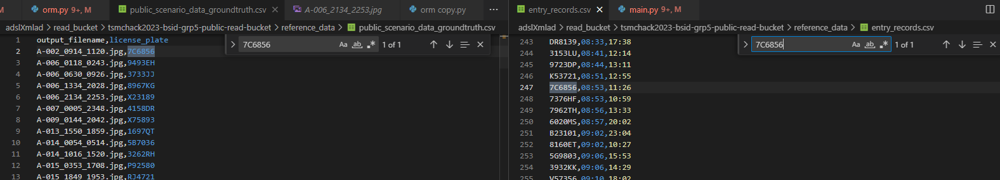 orm.py 9+, M
public_scenario_data_groundtruth.csv
A-006_2134_2253.jpg
orm copy.py
adslXmlad > read_bucket > tsmchack2023-bsid-grp5-public-read-bucket > reference_data > public_scenario_data_groundtruth.csv
1 output_filename,license_plate
2 A-002_0914_1120.jpg,7C6856
3 A-006_0118_0243.jpg,9493EH
4 A-006_0630_0926.jpg,3733JJ
5 A-006_1334_2028.jpg,8967KG
6 A-006_2134_2253.jpg,X23189
7 A-007_0005_2348.jpg,4158DR
8 A-009_0144_2042.jpg,X75893
9 A-013_1550_1859.jpg,1697QT
10 A-014_0054_0514.jpg,5B7036
11 A-014_1016_1520.jpg,3262RH
12 A-015_0353_1708.jpg,P92580
13 A-015_1849_1953.jpg,RJ4721
7C6856 Aa ab 1 of 1
entry_records.csv
main.py 9+, M
adslXmlad > read_bucket > tsmchack2023-bsid-grp5-public-read-bucket > reference_data > entry_records.csv
243 DR8139,08:33,17:38
244 3153LU,08:41,12:14
245 9723DP,08:44,13:11
246 K53721,08:51,12:55
247 7C6856,08:53,11:26
248 7376HF,08:53,10:59
249 7962TH,08:56,13:33
250 6020MS,08:57,20:02
251 B23101,09:02,23:04
252 8160ET,09:02,10:27
253 5G9803,09:06,15:53
254 3932KK,09:06,14:29
255 V57356,09:10,18:02
7C6856 Aa ab 1 of 1